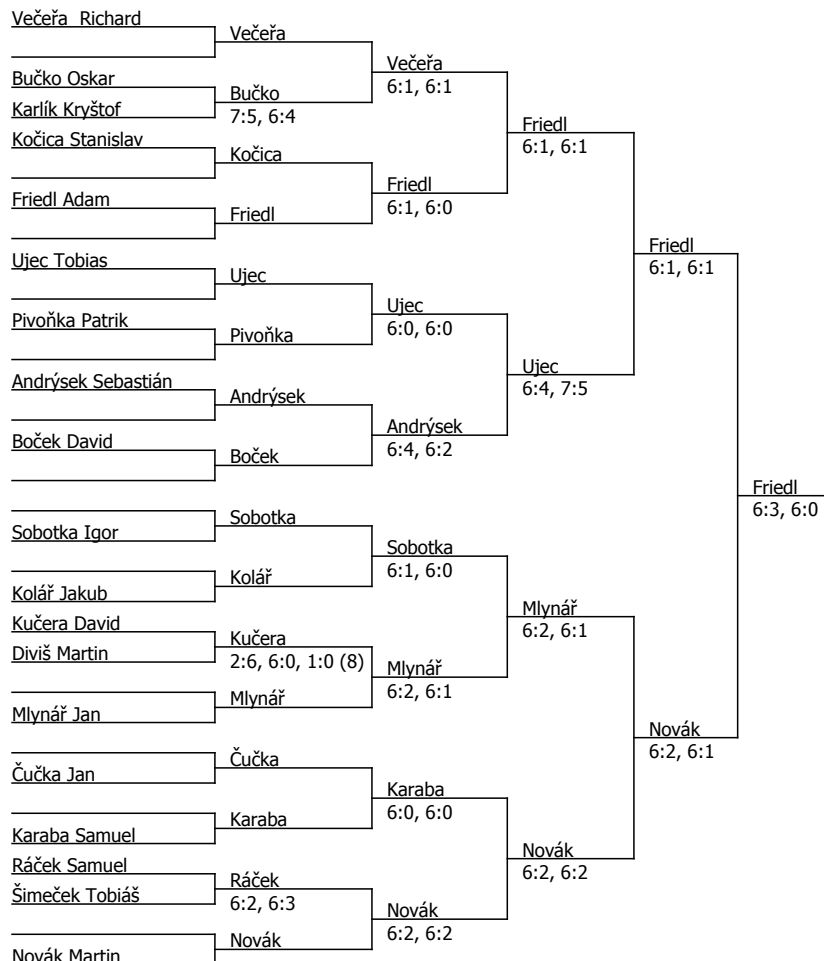 Večeřa  Richard
Večeřa
Večeřa
6:1, 6:1
Bučko Oskar
Bučko
7:5, 6:4
Karlík Kryštof
Friedl
6:1, 6:1
Kočica Stanislav
Kočica
Friedl
6:1, 6:0
Friedl Adam
Friedl
Friedl
6:1, 6:1
Ujec Tobias
Ujec
Ujec
6:0, 6:0
Pivoňka Patrik
Pivoňka
Ujec
6:4, 7:5
Andrýsek Sebastián
Andrýsek
Andrýsek
6:4, 6:2
Boček David
Boček
Friedl
6:3, 6:0
Sobotka Igor
Sobotka
Sobotka
6:1, 6:0
Kolář
Kolář Jakub
Mlynář
6:2, 6:1
Kučera David
Kučera
2:6, 6:0, 1:0 (8)
Diviš Martin
Mlynář
6:2, 6:1
Mlynář
Mlynář Jan
Novák
6:2, 6:1
Čučka
Čučka Jan
Karaba
6:0, 6:0
Karaba
Karaba Samuel
Novák
6:2, 6:2
Ráček Samuel
Ráček
6:2, 6:3
Šimeček Tobiáš
Novák
6:2, 6:2
Novák
Novák Martin